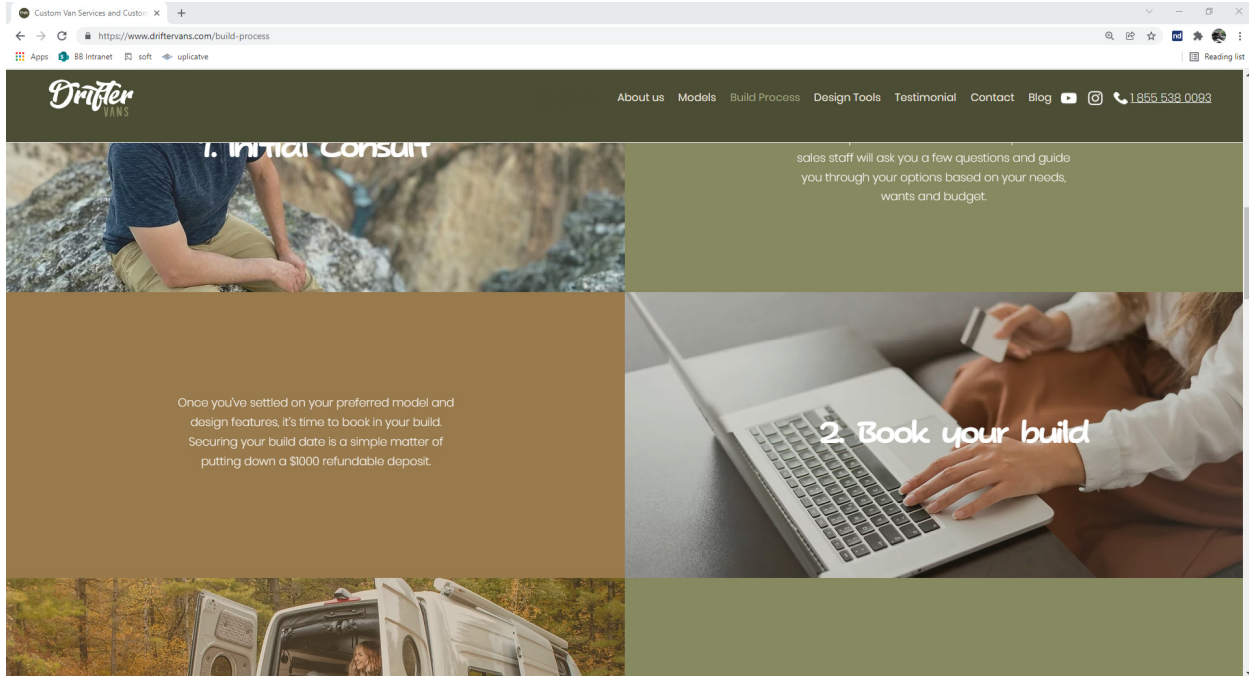 Custom Van Services and Custom
https://www.driftervans.com/build-process
Apps BB Intranet soft uplicatve
Reading list
Drifter
VANS
About us Models Build Process Design Tools Testimonial Contact Blog 1 855 538 0093
1. Initial Consult
sales staff will ask you a few questions and guide
you through your options based on your needs,
wants and budget.
Once you've settled on your preferred model and
design features, it's time to book in your build.
Securing your build date is a simple matter of
putting down a $1000 refundable deposit.
2. Book your build